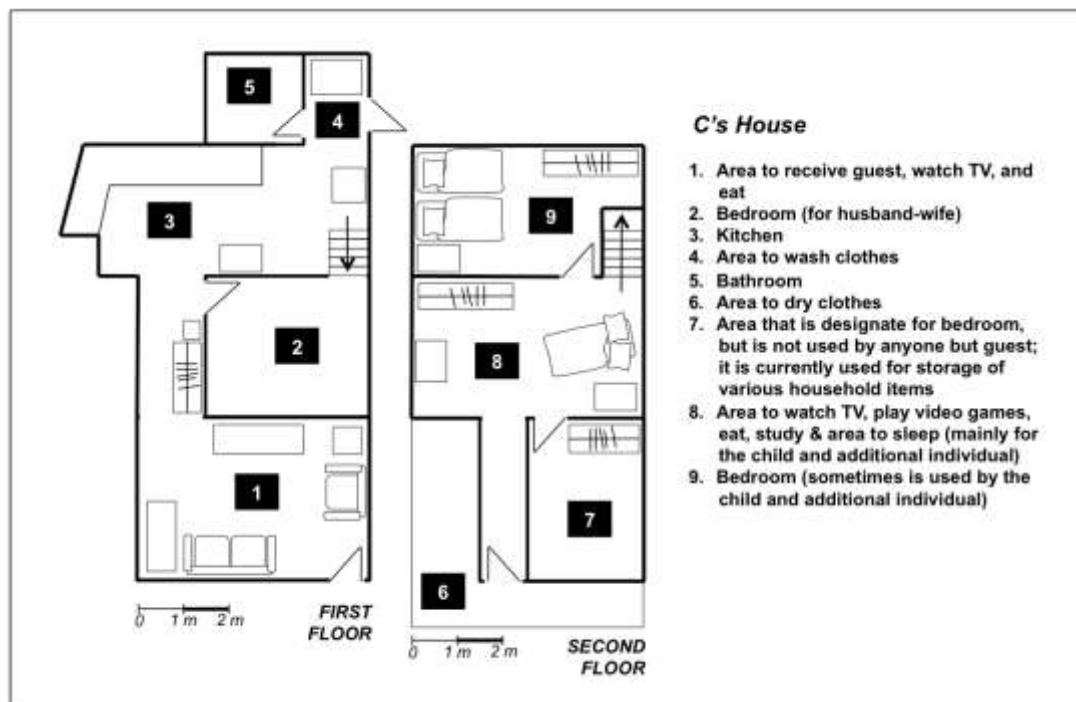 5
4
3
2
1
0 1 m 2 m
FIRST
FLOOR
9
8
7
6
0 1 m 2 m
SECOND
FLOOR
C's House
1. Area to receive guest, watch TV, and
eat
2. Bedroom (for husband-wife)
3. Kitchen
4. Area to wash clothes
5. Bathroom
6. Area to dry clothes
7. Area that is designate for bedroom,
but is not used by anyone but guest;
it is currently used for storage of
various household items
8. Area to watch TV, play video games,
eat, study & area to sleep (mainly for
the child and additional individual)
9. Bedroom (sometimes is used by the
child and additional individual)